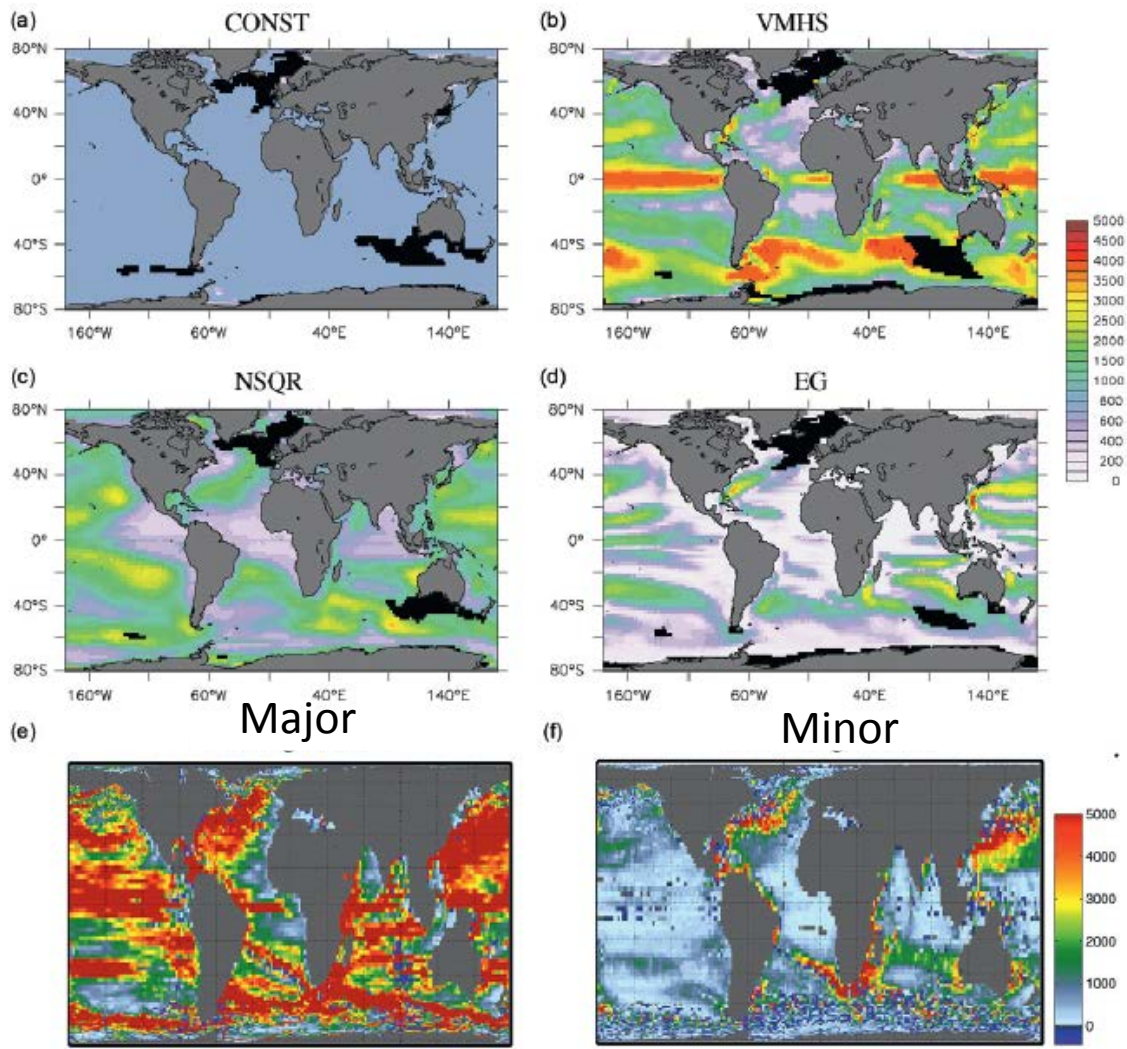 (a) CONST
(b) VMHS
80°N
40°N
0°
40°S
80°S
160°W 60°W 40°E 140°E
80°N
40°N
0°
40°S
80°S
160°W 60°W 40°E 140°E
5000
4500
4000
3500
3000
2500
2000
1500
1000
800
600
400
200
0
(c) NSQR
(d) EG
80°N
40°N
0°
40°S
80°S
160°W 60°W 40°E 140°E
80°N
40°N
0°
40°S
80°S
160°W 60°W 40°E 140°E
(e) Major
(f) Minor
5000
4000
3000
2000
1000
0